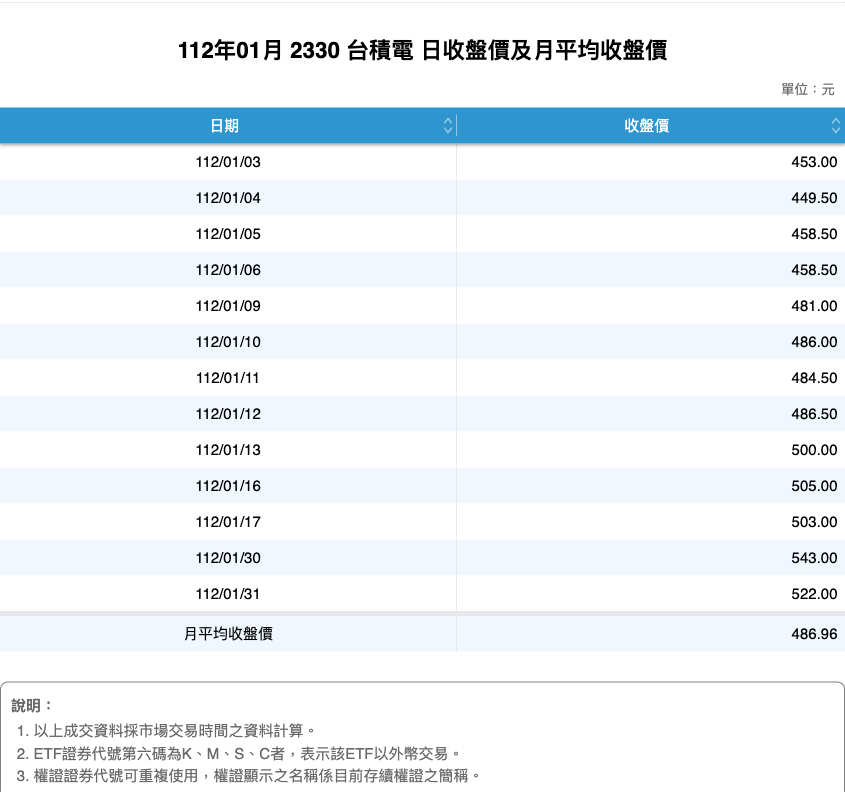 112年01月 2330 台積電 日收盤價及月平均收盤價
單位：元
日期 收盤價
112/01/03 453.00
112/01/04 449.50
112/01/05 458.50
112/01/06 458.50
112/01/09 481.00
112/01/10 486.00
112/01/11 484.50
112/01/12 486.50
112/01/13 500.00
112/01/16 505.00
112/01/17 503.00
112/01/30 543.00
112/01/31 522.00
月平均收盤價 486.96
說明：
1. 以上成交資料採市場交易時間之資料計算。
2. ETF證券代號第六碼為K、M、S、C者，表示該ETF以外幣交易。
3. 權證證券代號可重複使用，權證顯示之名稱係目前存續權證之簡稱。